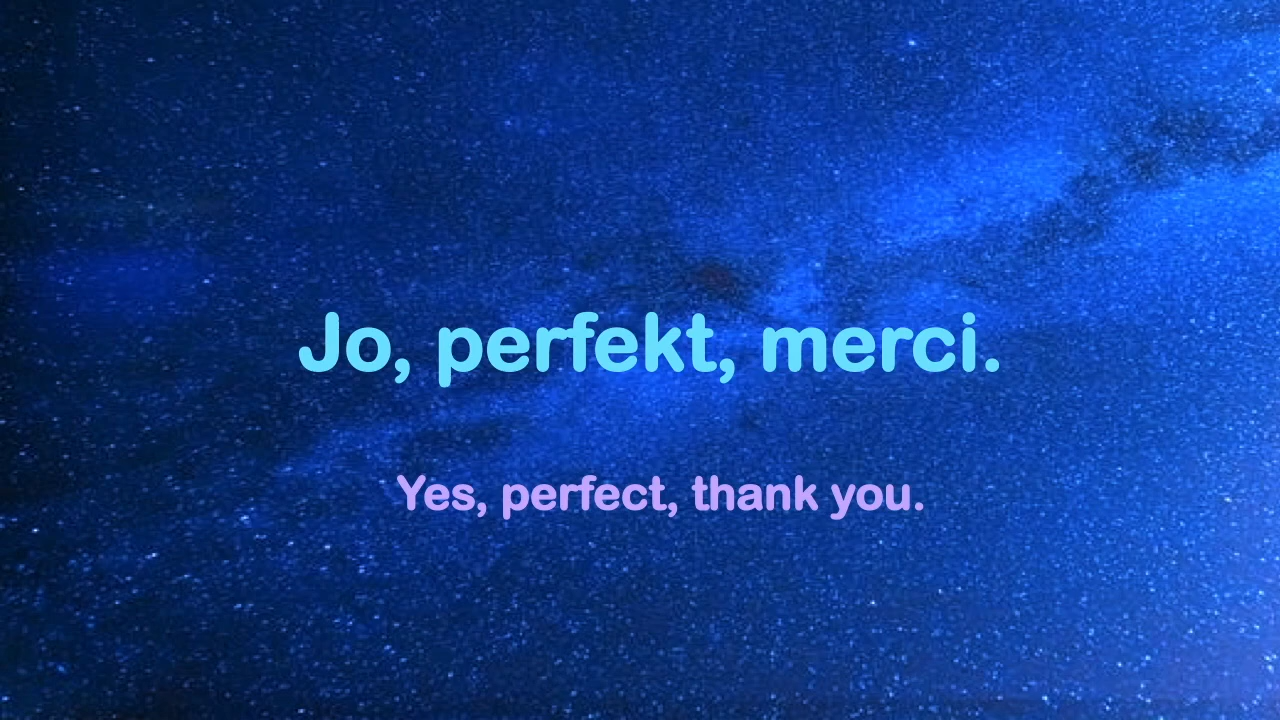 Jo, perfekt, merci.
Yes, perfect, thank you.